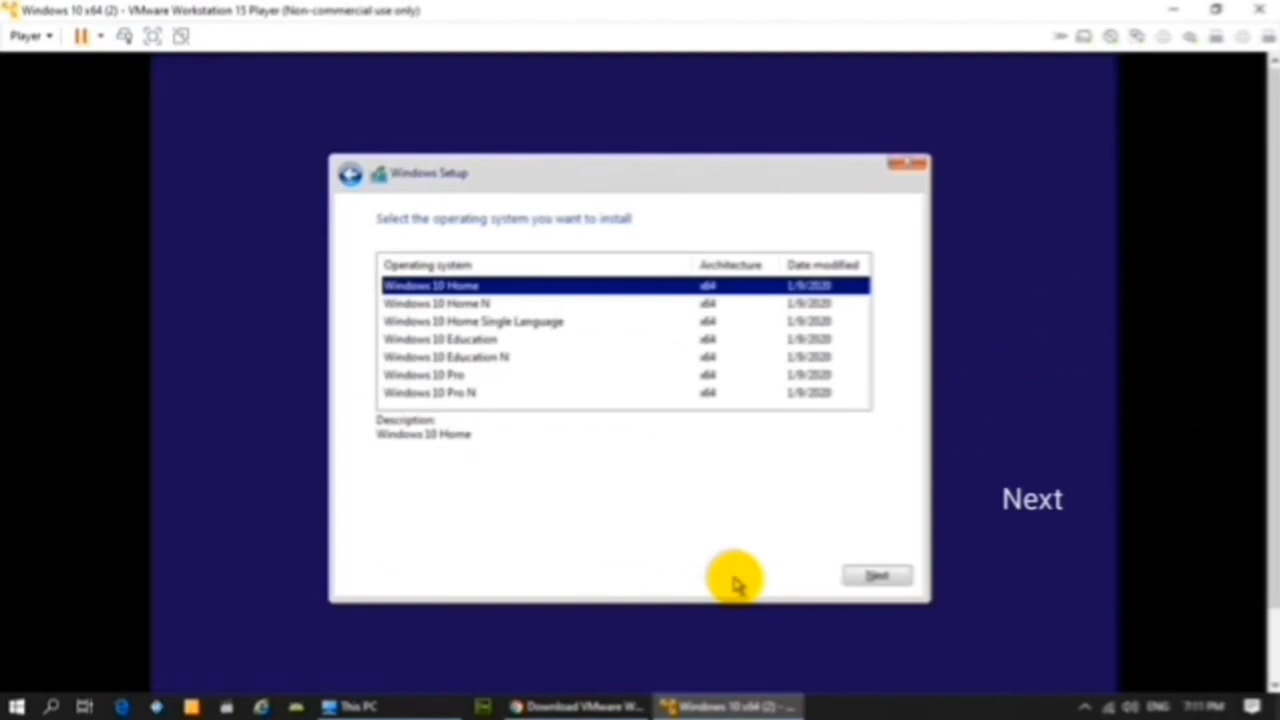 Windows 10 x64 (2) - VMware Workstation 15 Player (Non-commercial use only)
Player
Windows Setup
Select the operating system you want to install
Operating system Architecture Date modified
Windows 10 Home x64 1/9/2020
Windows 10 Home N x64 1/9/2020
Windows 10 Home Single Language x64 1/9/2020
Windows 10 Education x64 1/9/2020
Windows 10 Education N x64 1/9/2020
Windows 10 Pro x64 1/9/2020
Windows 10 Pro N x64 1/9/2020
Description:
Windows 10 Home
Next
Next
This PC
Download VMware W...
Windows 10 x64 (2) - ...
ENG
7:11 PM